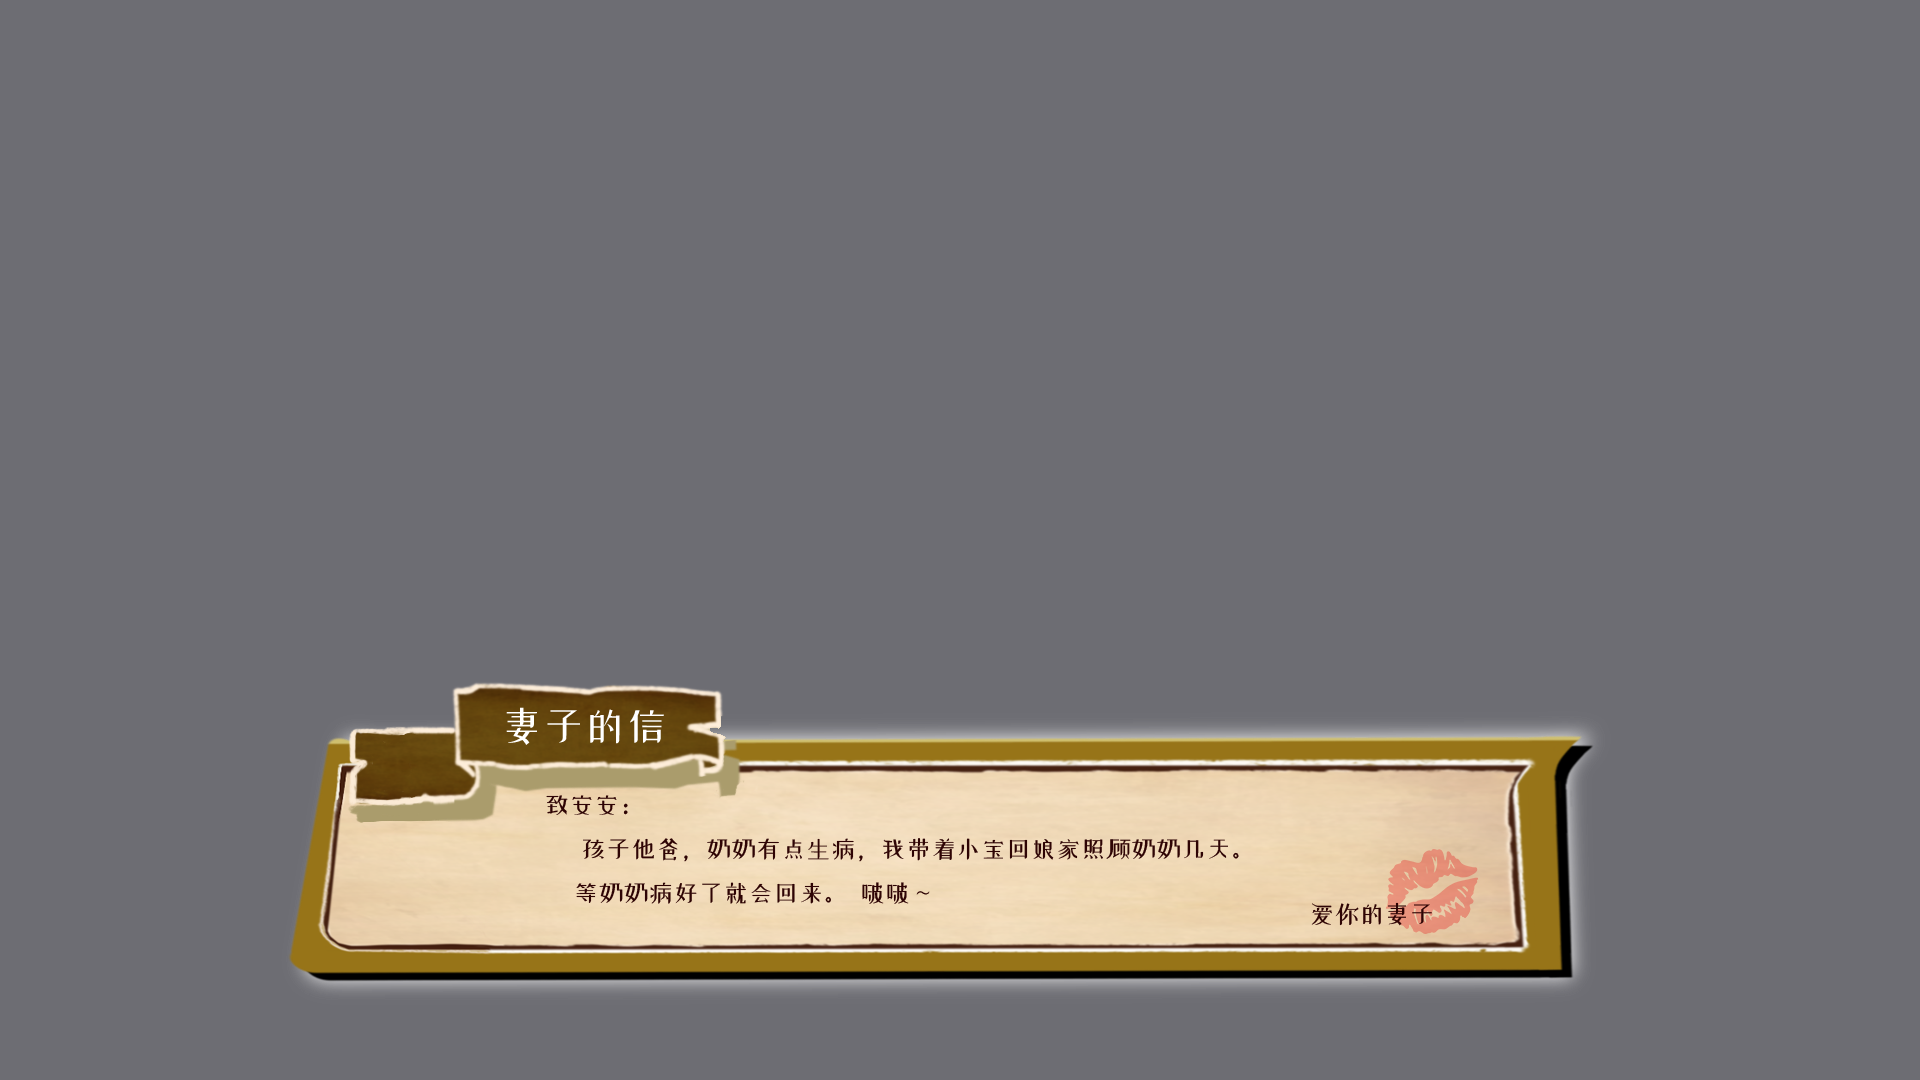 妻子的信
致安安：
孩子他爸，奶奶有点生病，我带着小宝回娘家照顾奶奶几天。
等奶奶病好了就会回来。 啵啵~
爱你的妻子